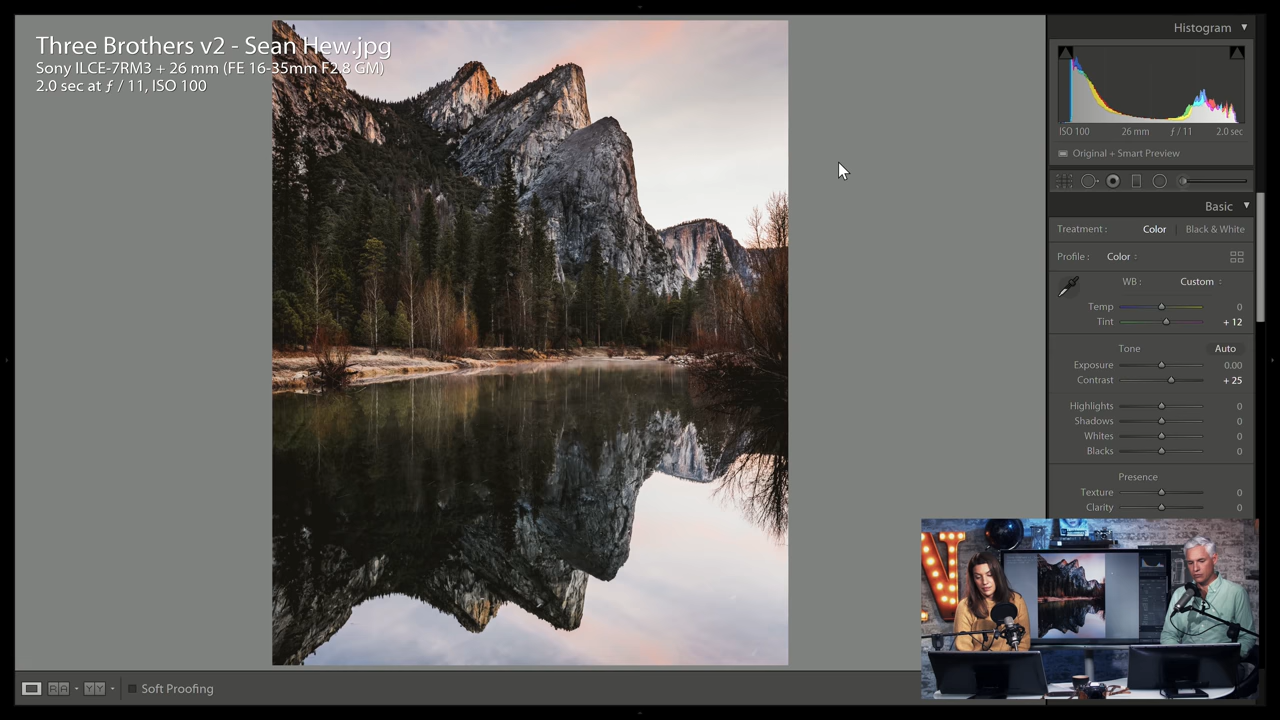 Three Brothers v2 - Sean Hew.jpg
Sony ILCE-7RM3 + 26 mm (FE 16-35mm F2.8 GM)
2.0 sec at ƒ / 11, ISO 100
Histogram
ISO 100 26 mm ƒ / 11 2.0 sec
Original + Smart Preview
Basic
Treatment : Color Black & White
Profile : Color
WB : Custom
Temp 0
Tint + 12
Tone Auto
Exposure 0.00
Contrast + 25
Highlights 0
Shadows 0
Whites 0
Blacks 0
Presence
Texture 0
Clarity 0
N
R A Y Y Soft Proofing